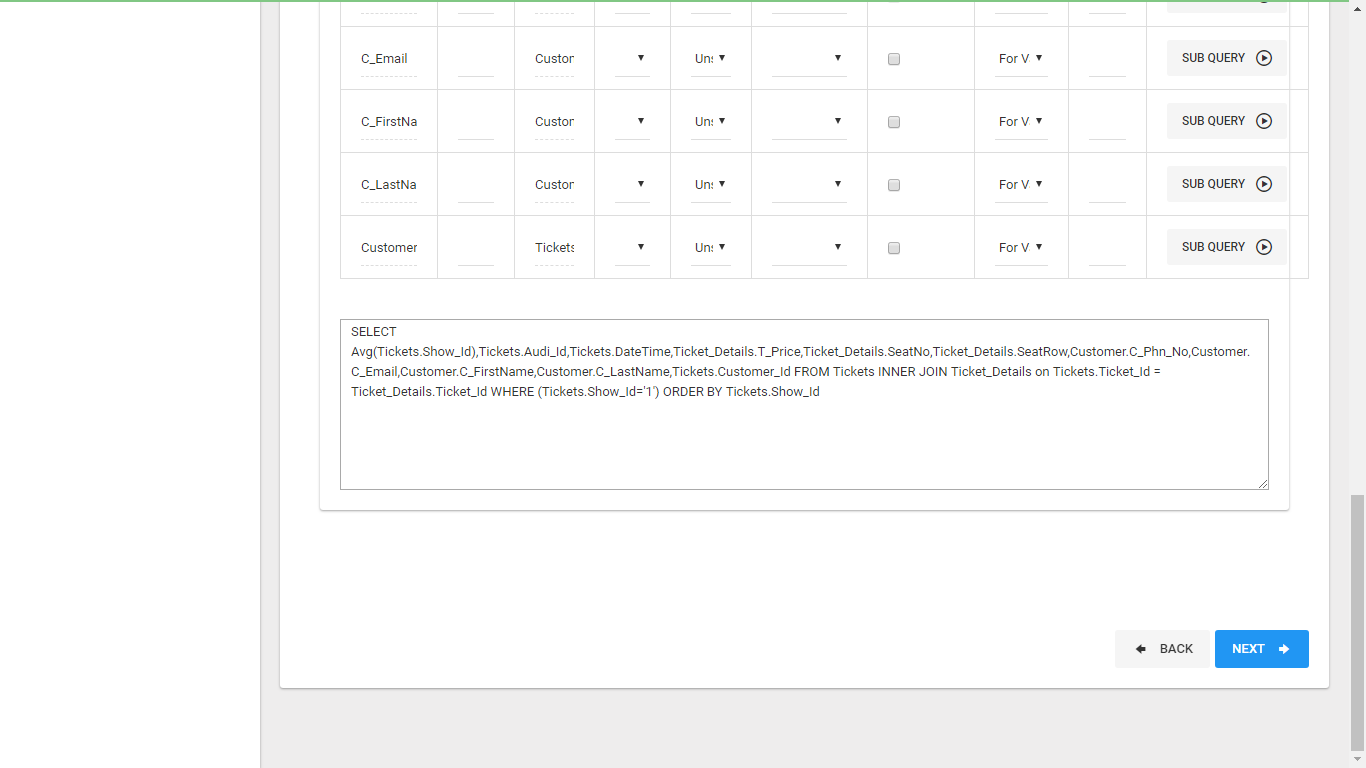 C_Email Custor Uns For V SUB QUERY
C_FirstNa Custor Uns For V SUB QUERY
C_LastNa Custor Uns For V SUB QUERY
Customer Tickets Uns For V SUB QUERY
SELECT
Avg(Tickets.Show_Id),Tickets.Audi_Id,Tickets.DateTime,Ticket_Details.T_Price,Ticket_Details.SeatNo,Ticket_Details.SeatRow,Customer.C_Phn_No,Customer.
C_Email,Customer.C_FirstName,Customer.C_LastName,Tickets.Customer_Id FROM Tickets INNER JOIN Ticket_Details on Tickets.Ticket_Id =
Ticket_Details.Ticket_Id WHERE (Tickets.Show_Id='1') ORDER BY Tickets.Show_Id
BACK NEXT